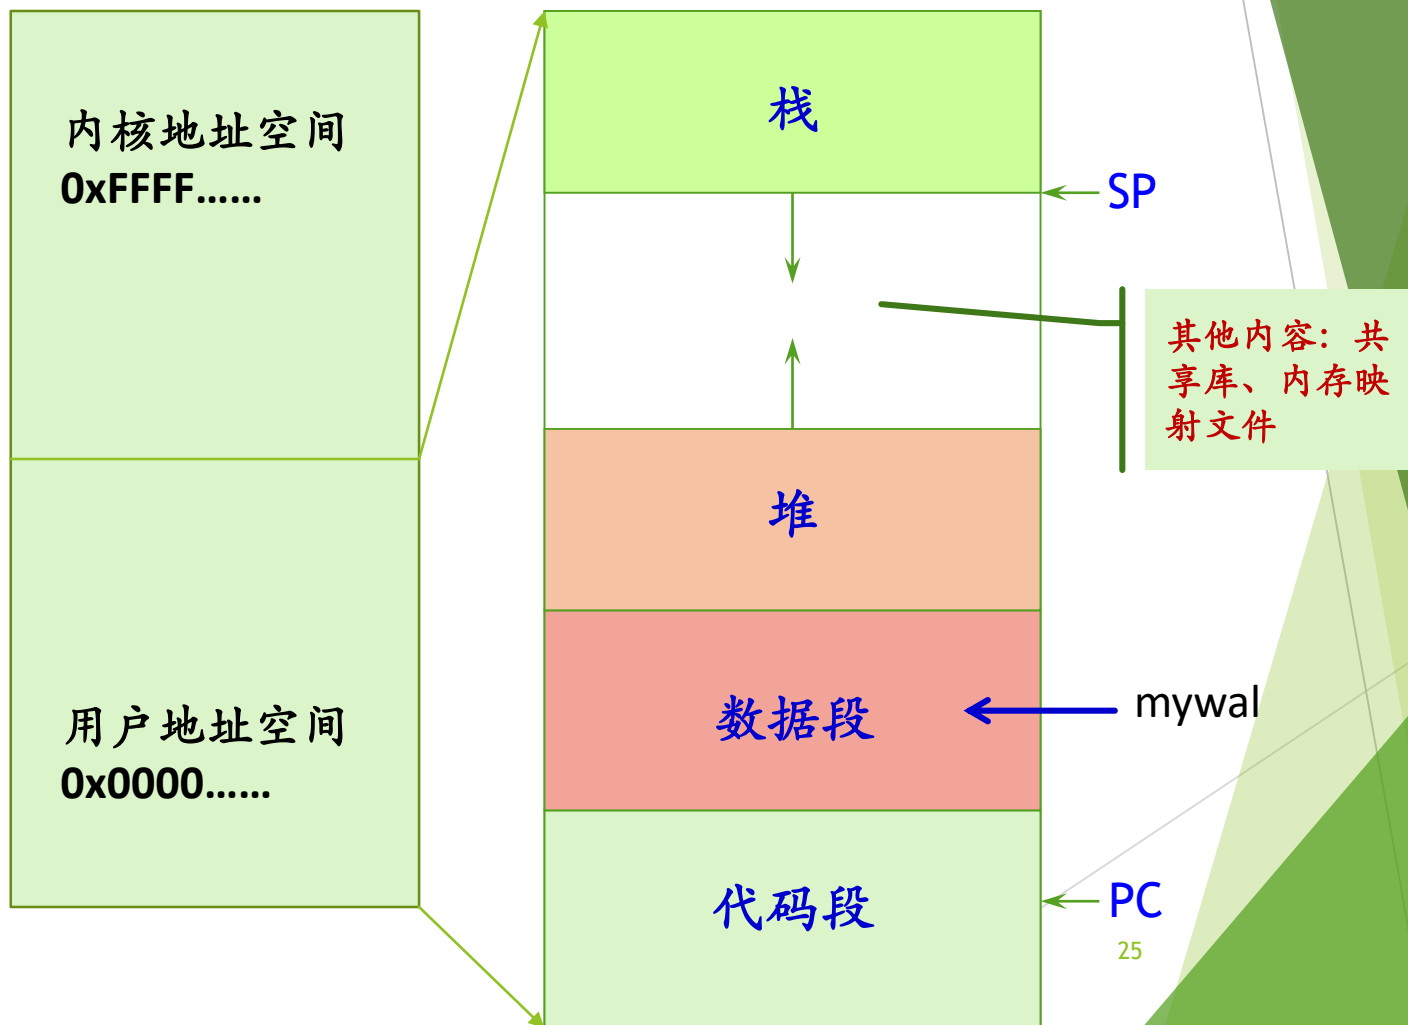 内核地址空间
0xFFFF……
用户地址空间
0x0000……
栈
SP
其他内容：共
享库、内存映
射文件
堆
数据段
mywal
代码段
PC
25